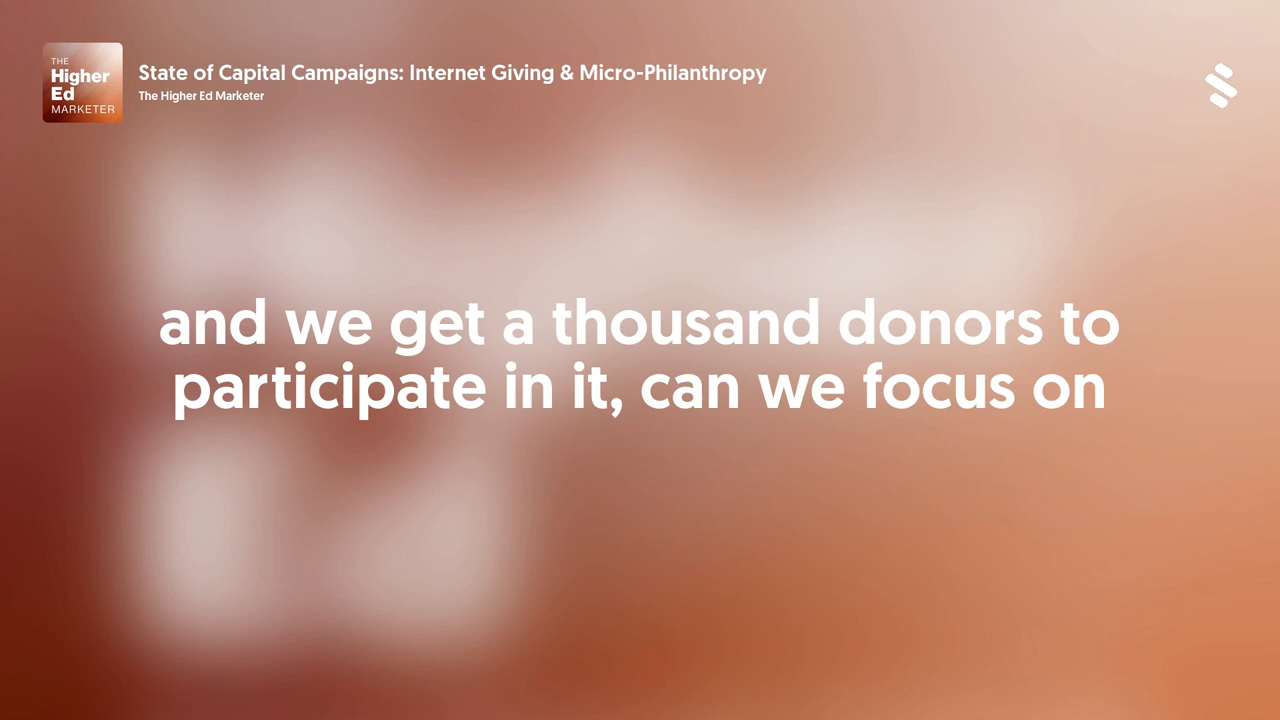 THE
Higher
Ed
MARKETER
State of Capital Campaigns: Internet Giving & Micro-Philanthropy
The Higher Ed Marketer
and we get a thousand donors to
participate in it, can we focus on